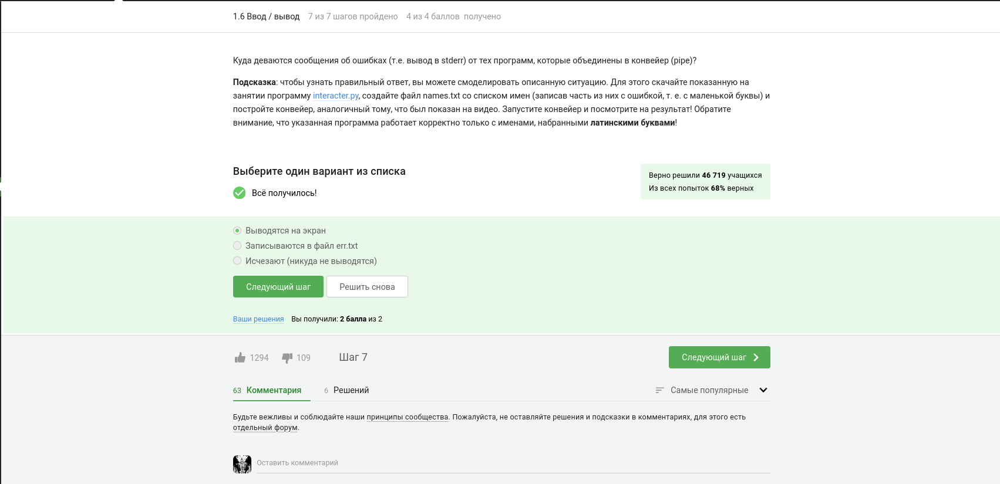 1.6 Ввод / вывод 7 из 7 шагов пройдено 4 из 4 баллов получено
Куда деваются сообщения об ошибках (т.е. вывод в stderr) от тех программ, которые объединены в конвейер (pipe)?
Подсказка: чтобы узнать правильный ответ, вы можете смоделировать описанную ситуацию. Для этого скачайте показанную на
занятии программу interacter.py, создайте файл names.txt со списком имен (записав часть из них с ошибкой, т. е. с маленькой буквы) и
постройте конвейер, аналогичный тому, что был показан на видео. Запустите конвейер и посмотрите на результат! Обратите
внимание, что указанная программа работает корректно только с именами, набранными латинскими буквами!
Выберите один вариант из списка
Верно решили 46 719 учащихся
Из всех попыток 68% верных
Всё получилось!
Выводятся на экран
Записываются в файл err.txt
Исчезают (никуда не выводятся)
Следующий шаг Решить снова
Ваши решения Вы получили: 2 балла из 2
1294 109 Шаг 7 Следующий шаг
63 Комментария 6 Решений Самые популярные
Будьте вежливы и соблюдайте наши принципы сообщества. Пожалуйста, не оставляйте решения и подсказки в комментариях, для этого есть
отдельный форум.
Оставить комментарий